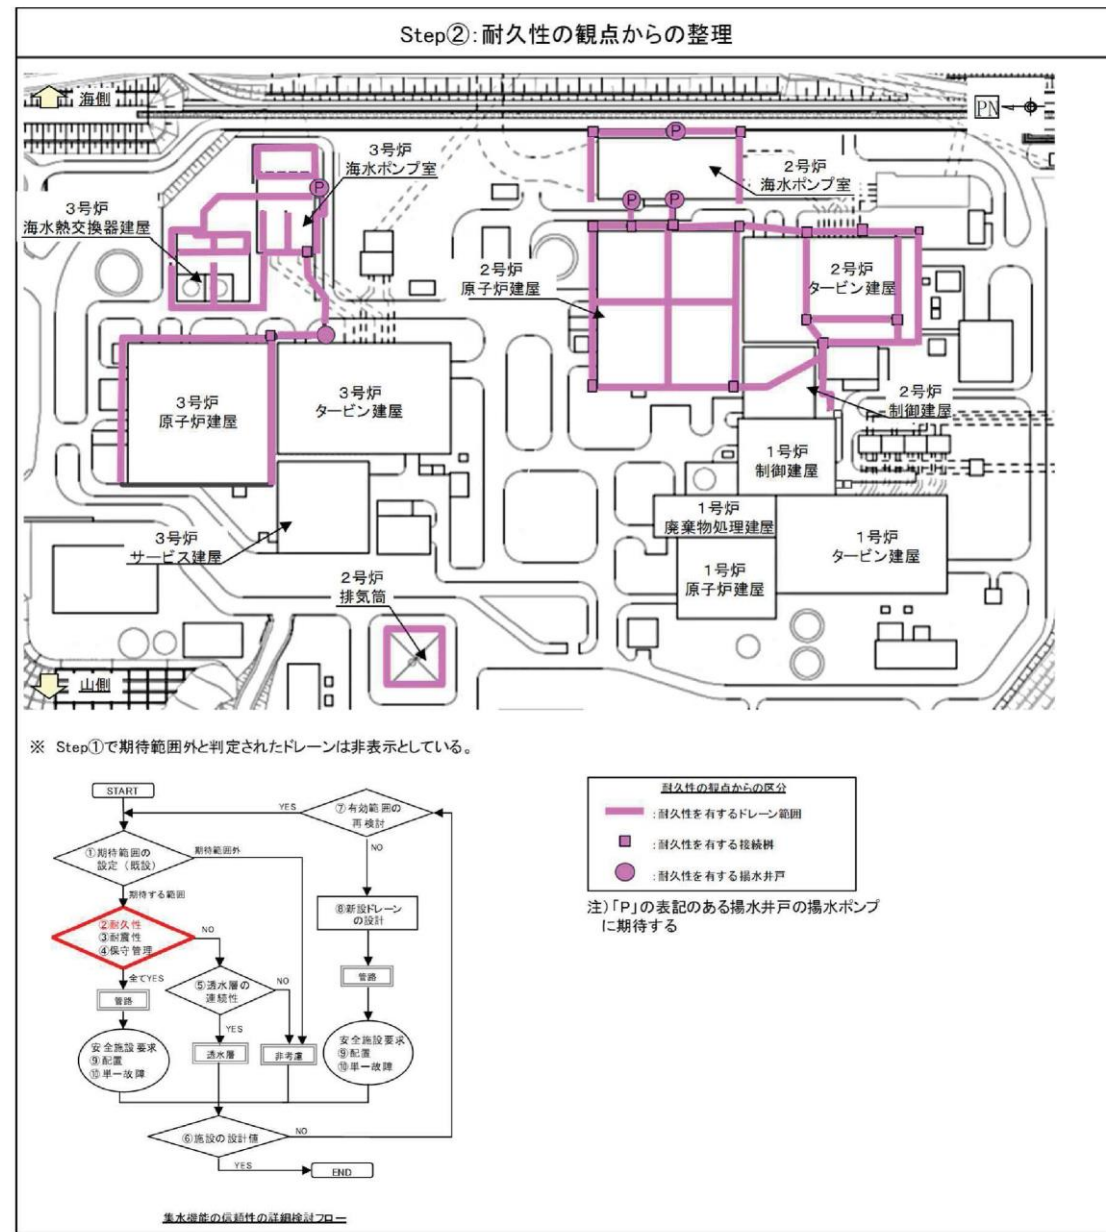 Step②：耐久性の観点からの整理
海側
PN
3号炉
海水ポンプ室
P
2号炉
海水ポンプ室
3号炉
海水熱交換器建屋
P
P
P
2号炉
原子炉建屋
2号炉
タービン建屋
3号炉
原子炉建屋
3号炉
タービン建屋
2号炉
制御建屋
1号炉
制御建屋
1号炉
廃棄物処理建屋
1号炉
タービン建屋
3号炉
サービス建屋
1号炉
原子炉建屋
2号炉
排気筒
山側
※ Step①で期待範囲外と判定されたドレーンは非表示としている。
START
YES
⑦有効範囲の
再検討
NO
①期待範囲の
設定（既設）
期待範囲外
期待する範囲
②耐久性
③耐震性
④保守管理
NO
⑧新設ドレーン
の設計
全てYES
管路
⑤透水層の
連続性
NO
管路
YES
安全施設要求
⑨配置
⑩単一故障
透水層
非考慮
安全施設要求
⑨配置
⑩単一故障
⑥施設の設計値
NO
YES
END
集水機能の信頼性の詳細検討フロー
耐久性の観点からの区分
：耐久性を有するドレーン範囲
：耐久性を有する接続桝
：耐久性を有する揚水井戸
注）「P」の表記のある揚水井戸の揚水ポンプ
に期待する